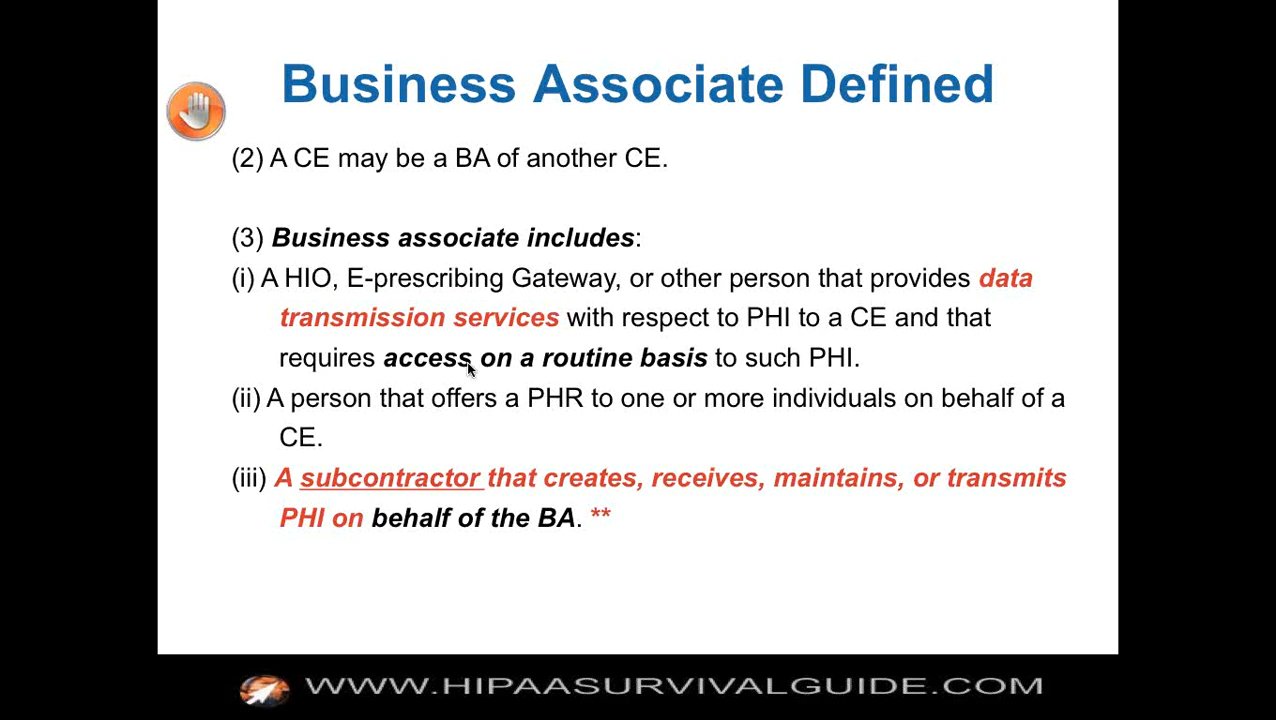 Business Associate Defined
(2) A CE may be a BA of another CE.
(3) Business associate includes:
(i) A HIO, E-prescribing Gateway, or other person that provides data
transmission services with respect to PHI to a CE and that
requires access on a routine basis to such PHI.
(ii) A person that offers a PHR to one or more individuals on behalf of a
CE.
(iii) A subcontractor that creates, receives, maintains, or transmits
PHI on behalf of the BA. **
WWW.HIPAASURVIVALGUIDE.COM